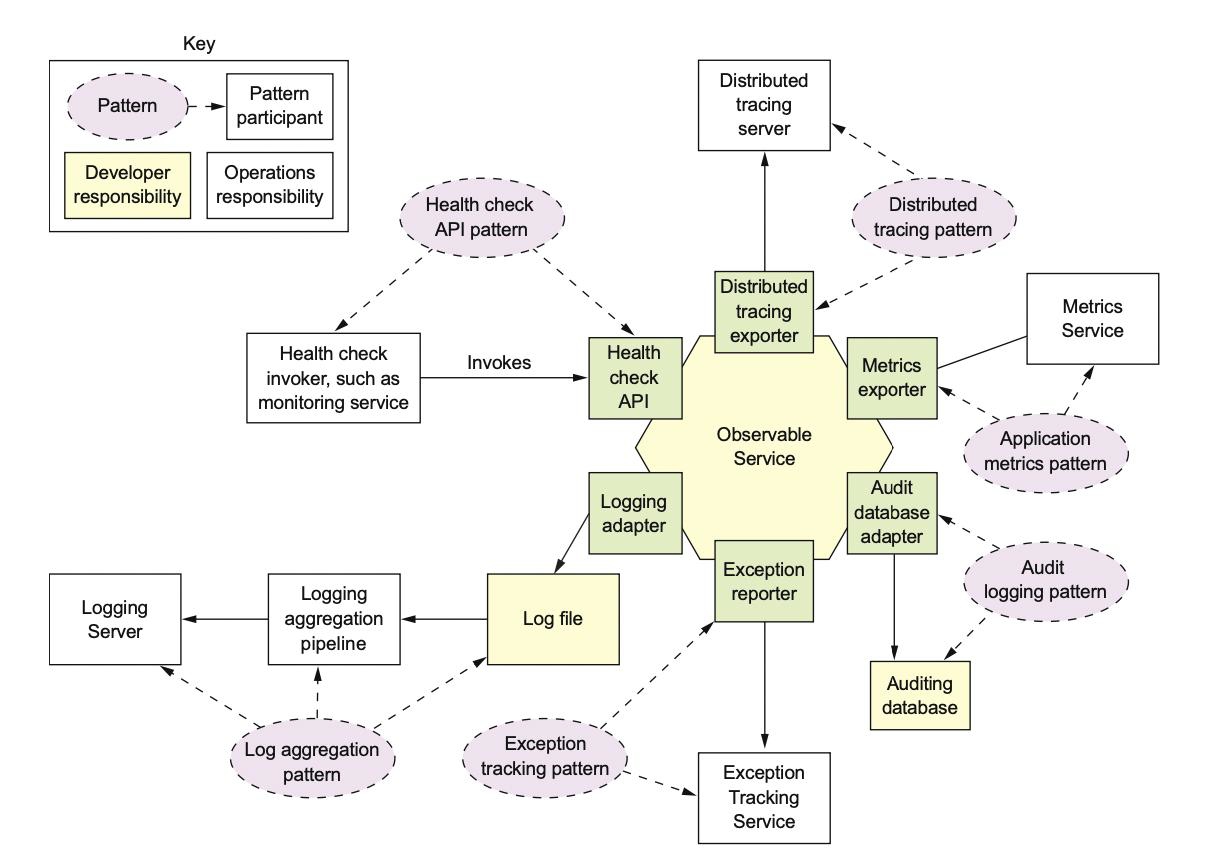 Key
Pattern
Pattern
participant
Developer
responsibility
Operations
responsibility
Distributed
tracing
server
Health check
API pattern
Distributed
tracing pattern
Distributed
tracing
exporter
Metrics
Service
Health check
invoker, such as
monitoring service
Invokes
Health
check
API
Metrics
exporter
Observable
Service
Application
metrics pattern
Logging
adapter
Audit
database
adapter
Exception
reporter
Audit
logging pattern
Logging
Server
Logging
aggregation
pipeline
Log file
Auditing
database
Log aggregation
pattern
Exception
tracking pattern
Exception
Tracking
Service